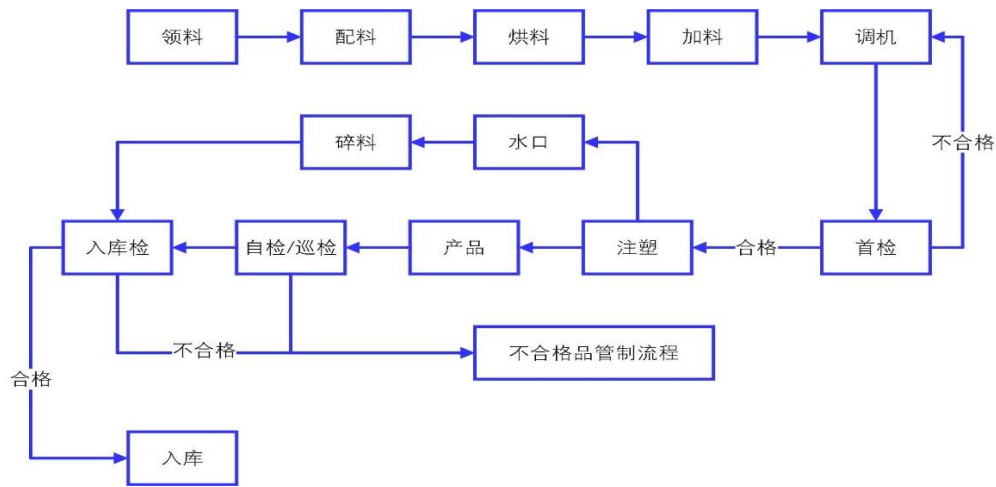 领料
配料
烘料
加料
调机
碎料
水口
不合格
入库检
自检/巡检
产品
注塑
合格
首检
不合格
不合格品管制流程
合格
入库